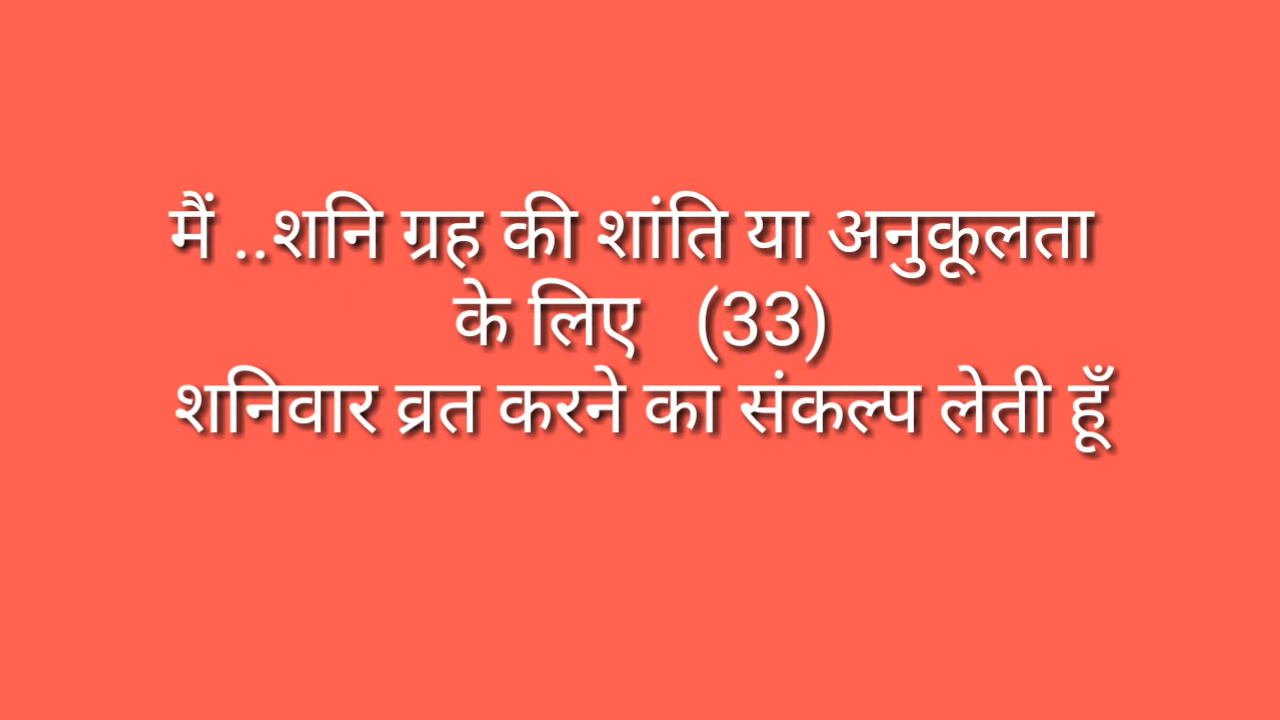 मैं ..शनि ग्रह की शांति या अनुकूलता
के लिए (33)
शनिवार व्रत करने का संकल्प लेती हूँ